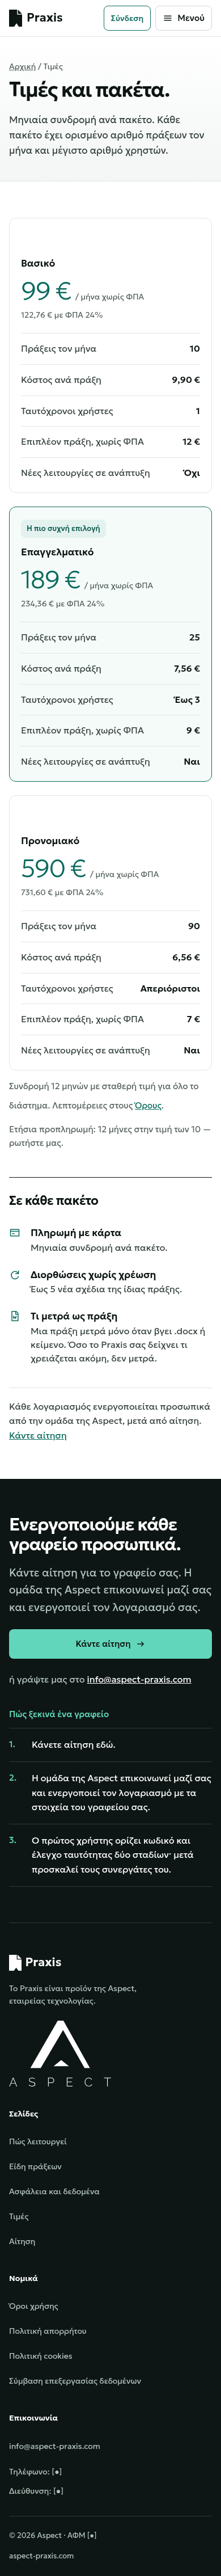 Praxis
Σύνδεση
Μενού
Αρχική / Τιμές
Τιμές και πακέτα.
Μηνιαία συνδρομή ανά πακέτο. Κάθε
πακέτο έχει ορισμένο αριθμό πράξεων τον
μήνα και μέγιστο αριθμό χρηστών.
Βασικό
99 € / μήνα χωρίς ΦΠΑ
122,76 € με ΦΠΑ 24%
Πράξεις τον μήνα 10
Κόστος ανά πράξη 9,90 €
Ταυτόχρονοι χρήστες 1
Επιπλέον πράξη, χωρίς ΦΠΑ 12 €
Νέες λειτουργίες σε ανάπτυξη Όχι
Η πιο συχνή επιλογή
Επαγγελματικό
189 € / μήνα χωρίς ΦΠΑ
234,36 € με ΦΠΑ 24%
Πράξεις τον μήνα 25
Κόστος ανά πράξη 7,56 €
Ταυτόχρονοι χρήστες Έως 3
Επιπλέον πράξη, χωρίς ΦΠΑ 9 €
Νέες λειτουργίες σε ανάπτυξη Ναι
Προνομιακό
590 € / μήνα χωρίς ΦΠΑ
731,60 € με ΦΠΑ 24%
Πράξεις τον μήνα 90
Κόστος ανά πράξη 6,56 €
Ταυτόχρονοι χρήστες Απεριόριστοι
Επιπλέον πράξη, χωρίς ΦΠΑ 7 €
Νέες λειτουργίες σε ανάπτυξη Ναι
Συνδρομή 12 μηνών με σταθερή τιμή για όλο το
διάστημα. Λεπτομέρειες στους Όρους.
Ετήσια προπληρωμή: 12 μήνες στην τιμή των 10 —
ρωτήστε μας.
Σε κάθε πακέτο
Πληρωμή με κάρτα
Μηνιαία συνδρομή ανά πακέτο.
Διορθώσεις χωρίς χρέωση
Έως 5 νέα σχέδια της ίδιας πράξης.
Τι μετρά ως πράξη
Μια πράξη μετρά μόνο όταν βγει .docx ή
κείμενο. Όσο το Praxis σας δείχνει τι
χρειάζεται ακόμη, δεν μετρά.
Κάθε λογαριασμός ενεργοποιείται προσωπικά
από την ομάδα της Aspect, μετά από αίτηση.
Κάντε αίτηση
Ενεργοποιούμε κάθε
γραφείο προσωπικά.
Κάντε αίτηση για το γραφείο σας. Η
ομάδα της Aspect επικοινωνεί μαζί σας
και ενεργοποιεί τον λογαριασμό σας.
Κάντε αίτηση →
ή γράψτε μας στο info@aspect-praxis.com
Πώς ξεκινά ένα γραφείο
1. Κάνετε αίτηση εδώ.
2. Η ομάδα της Aspect επικοινωνεί μαζί σας
και ενεργοποιεί τον λογαριασμό με τα
στοιχεία του γραφείου σας.
3. Ο πρώτος χρήστης ορίζει κωδικό και
έλεγχο ταυτότητας δύο σταδίων· μετά
προσκαλεί τους συνεργάτες του.
Praxis
Το Praxis είναι προϊόν της Aspect,
εταιρείας τεχνολογίας.
ASPECT
Σελίδες
Πώς λειτουργεί
Είδη πράξεων
Ασφάλεια και δεδομένα
Τιμές
Αίτηση
Νομικά
Όροι χρήσης
Πολιτική απορρήτου
Πολιτική cookies
Σύμβαση επεξεργασίας δεδομένων
Επικοινωνία
info@aspect-praxis.com
Τηλέφωνο: [●]
Διεύθυνση: [●]
© 2026 Aspect · ΑΦΜ [●]
aspect-praxis.com